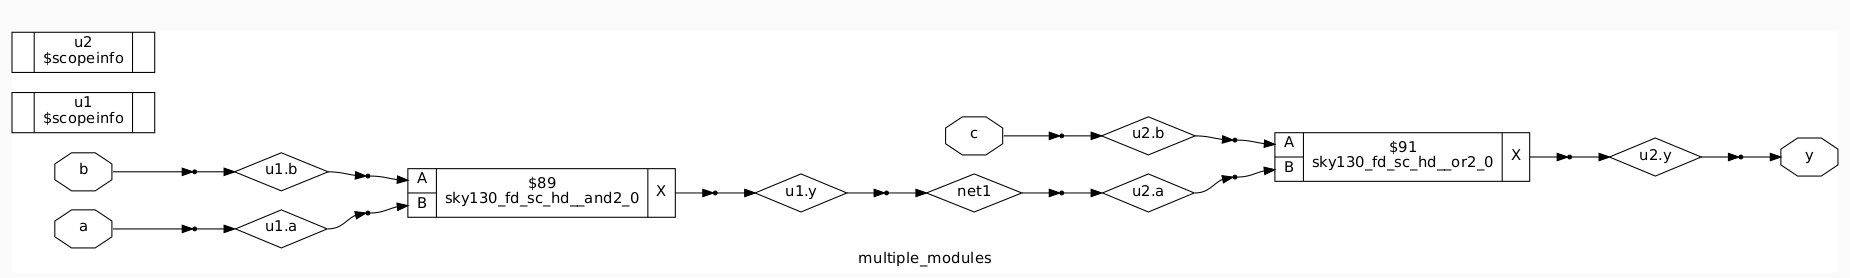 u2
$scopeinfo
u1
$scopeinfo
b
u1.b
a
u1.a
A
B
$89
sky130_fd_sc_hd__and2_0
X
u1.y
net1
c
u2.b
u2.a
A
B
$91
sky130_fd_sc_hd__or2_0
X
u2.y
y
multiple_modules